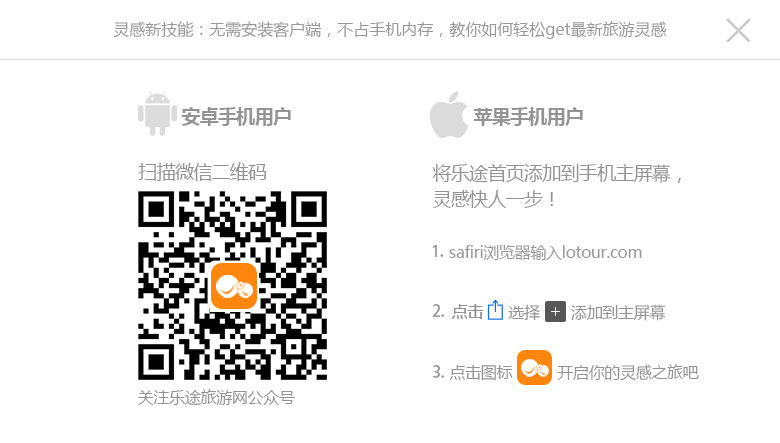 灵感新技能：无需安装客户端，不占手机内存，教你如何轻松get最新旅游灵感
安卓手机用户
扫描微信二维码
关注乐途旅游网公众号
苹果手机用户
将乐途首页添加到手机主屏幕，
灵感快人一步！
1. safiri浏览器输入lotour.com
2. 点击 选择 + 添加到主屏幕
3. 点击图标 开启你的灵感之旅吧